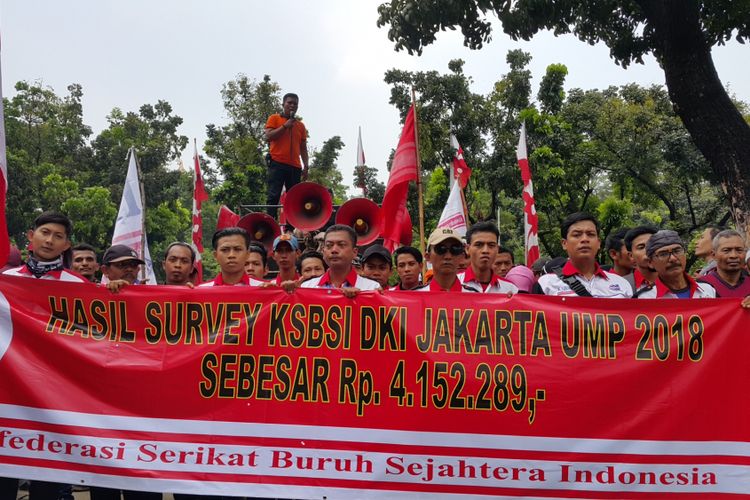 HASIL SURVEY KSBSI DKI JAKARTA UMP 2018
SEBESAR Rp. 4.152.289,-
federasi Serikat Buruh Sejahtera Indonesia